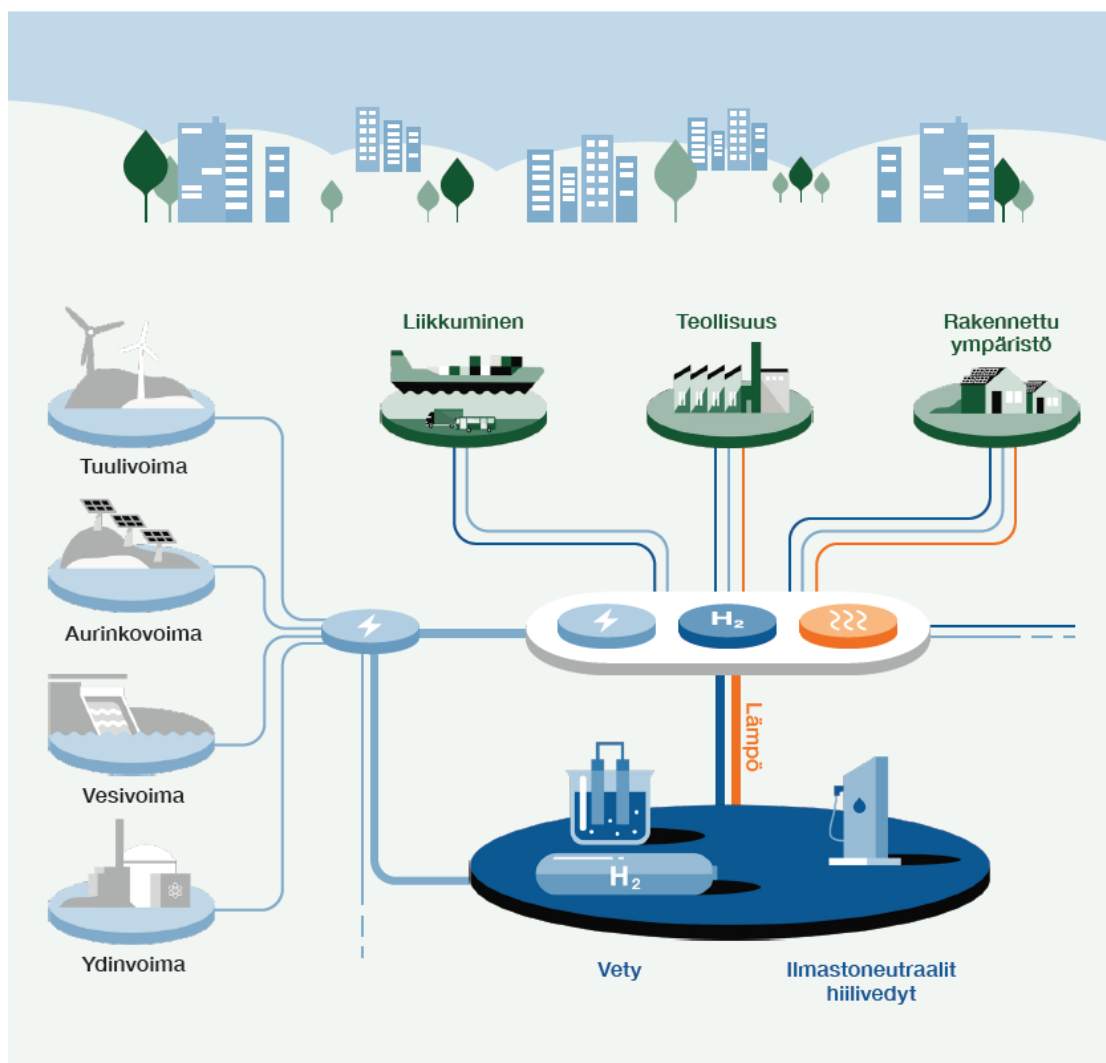 Liikkuminen
Teollisuus
Rakennettu
ympäristö
Tuulivoima
Aurinkovoima
Vesivoima
Ydinvoima
H₂
Lämpö
H₂
Vety
Ilmastoneutraalit
hiilivedyt